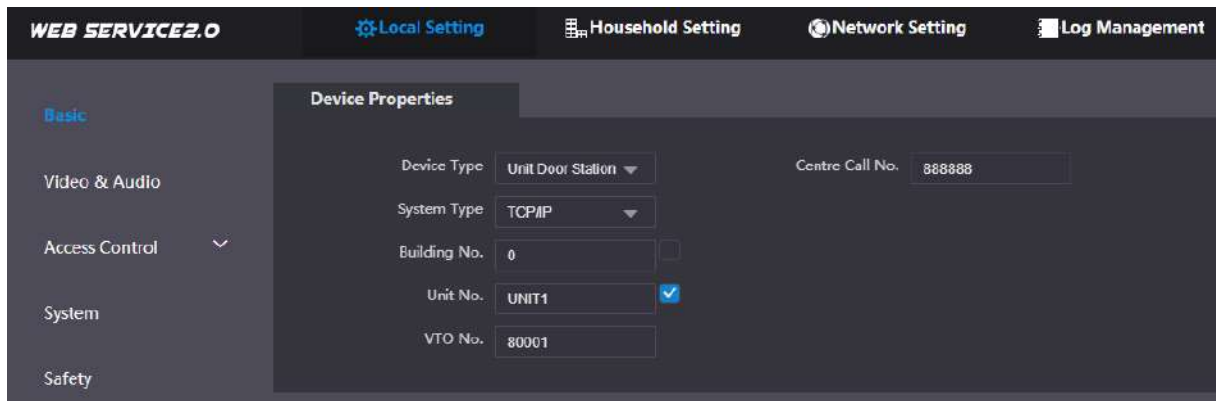 WEB SERVICE2.0 Local Setting Household Setting Network Setting Log Management
Basic
Video & Audio
Access Control
System
Safety
Device Properties
Device Type Unit Door Station Centre Call No. 888888
System Type TCP/IP
Building No. 0
Unit No. UNIT1
VTO No. 80001